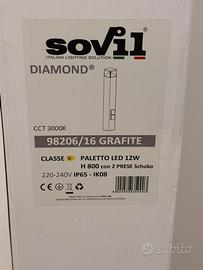 sovil
ITALIAN LIGHTING SOLUTION
DIAMOND®
CCT 3000K
98206/16 GRAFITE
CLASSE
PALETTO LED 12W
H 800 con 2 PRESE Schuko
220-240V IP65 - IK08
subito